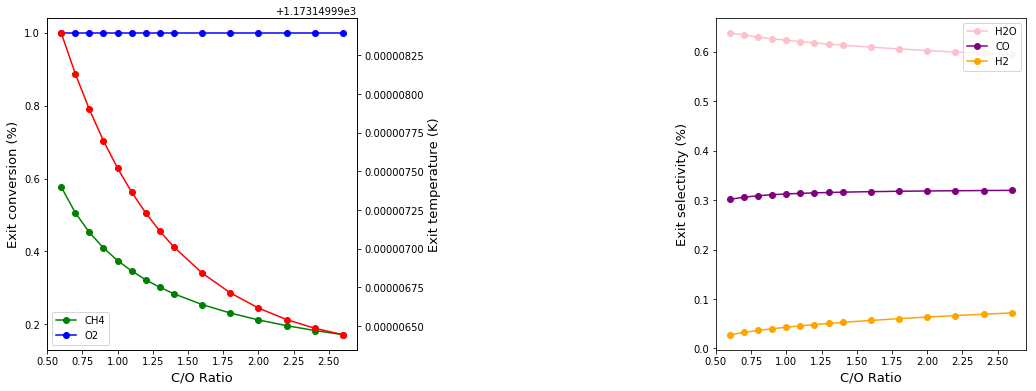 +1.17314999e3
1.0
0.8
0.6
0.4
0.2
Exit conversion (%)
0.50 0.75 1.00 1.25 1.50 1.75 2.00 2.25 2.50
C/O Ratio
CH4
O2
0.00000825
0.00000800
0.00000775
0.00000750
0.00000725
0.00000700
0.00000675
0.00000650
Exit temperature (K)
0.6
0.5
0.4
0.3
0.2
0.1
0.0
Exit selectivity (%)
0.50 0.75 1.00 1.25 1.50 1.75 2.00 2.25 2.50
C/O Ratio
H2O
CO
H2